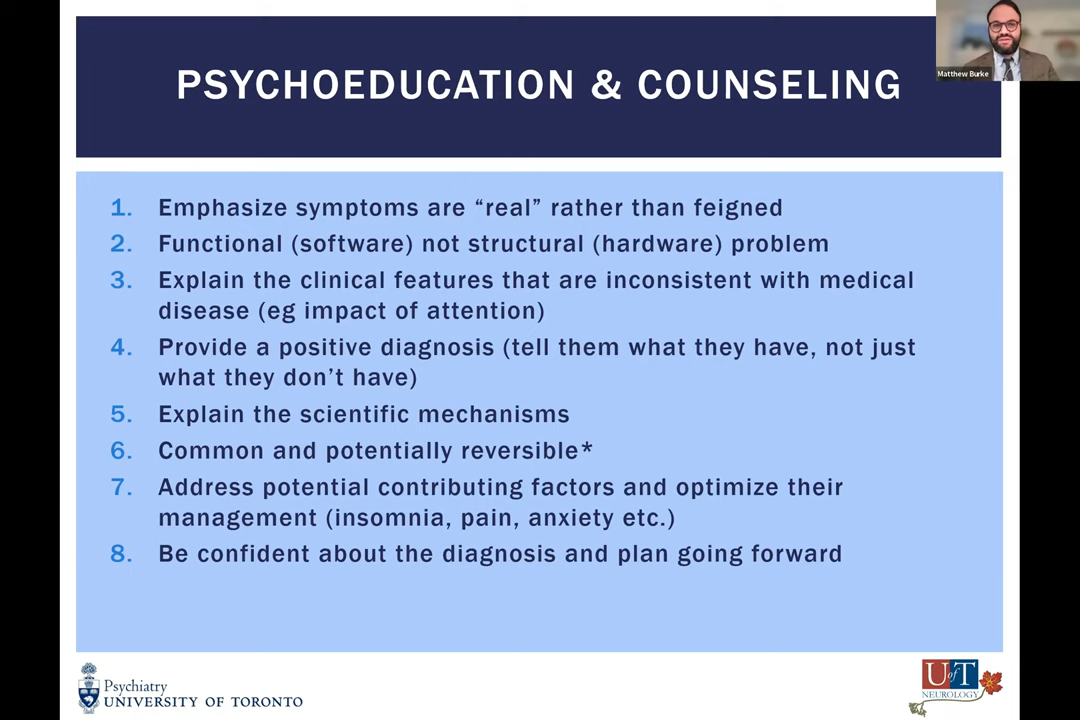 PSYCHOEDUCATION & COUNSELING
Matthew Burke
1. Emphasize symptoms are “real” rather than feigned
2. Functional (software) not structural (hardware) problem
3. Explain the clinical features that are inconsistent with medical
disease (eg impact of attention)
4. Provide a positive diagnosis (tell them what they have, not just
what they don’t have)
5. Explain the scientific mechanisms
6. Common and potentially reversible*
7. Address potential contributing factors and optimize their
management (insomnia, pain, anxiety etc.)
8. Be confident about the diagnosis and plan going forward
Psychiatry
UNIVERSITY OF TORONTO
UofT
NEUROLOGY